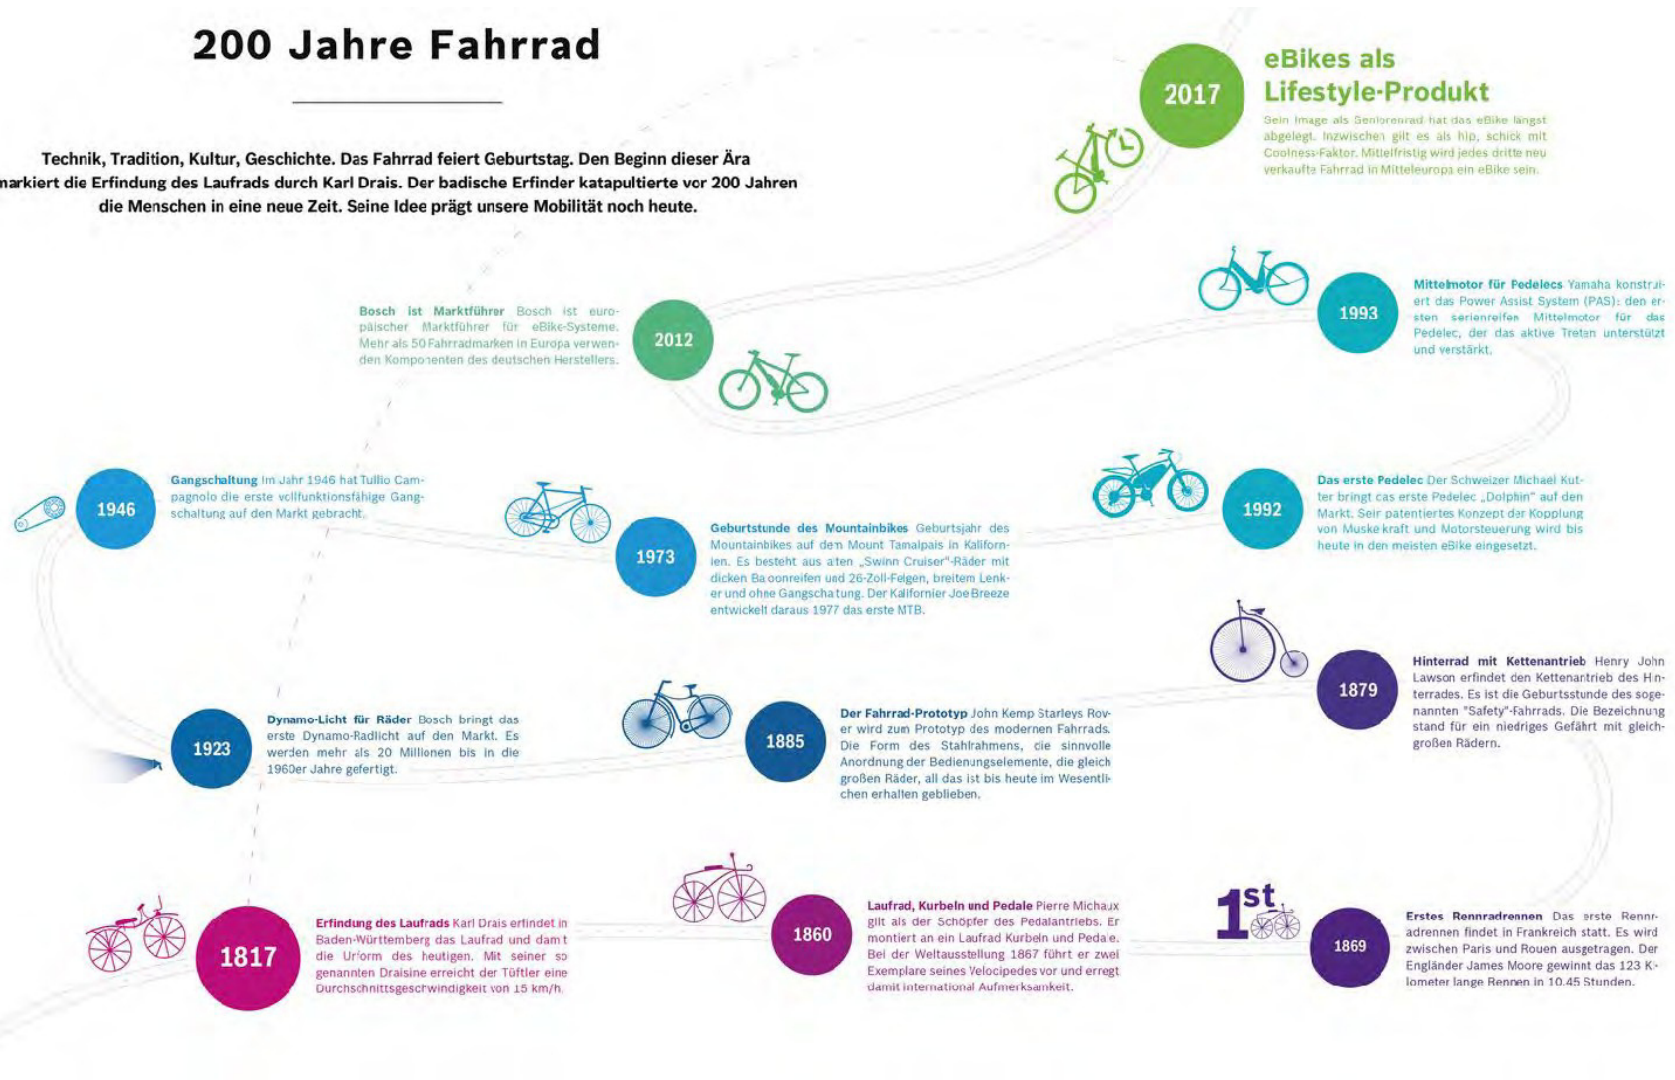 200 Jahre Fahrrad
Technik, Tradition, Kultur, Geschichte. Das Fahrrad feiert Geburtstag. Den Beginn dieser Ära
markiert die Erfindung des Laufrads durch Karl Drais. Der badische Erfinder katapultierte vor 200 Jahren
die Menschen in eine neue Zeit. Seine Idee prägt unsere Mobilität noch heute.
2017
eBikes als
Lifestyle-Produkt
Sein Image als Seniorenrad hat das eBike längst
abgelegt. Inzwischen gilt es als hip, schick mit
Coolness-Faktor. Mittelfristig wird jedes dritte neu
verkaufte Fahrrad in Mitteleuropa ein eBike sein.
1993
Mittelmotor für Pedelecs Yamaha konstrui-
ert das Power Assist System (PAS): den er-
sten serienreifen Mittelmotor für das
Pedelec, der das aktive Treten unterstützt
und verstärkt.
Bosch ist Marktführer Bosch ist euro-
päischer Marktführer für eBike-Systeme.
Mehr als 50 Fahrradmarken in Europa verwen-
den Komponenten des deutschen Herstellers.
2012
1946
Gangschaltung Im Jahr 1946 hat Tullio Cam-
pagnolo die erste vollfunktionsfähige Gang-
schaltung auf den Markt gebracht.
1973
Geburtstunde des Mountainbikes Geburtsjahr des
Mountainbikes auf dem Mount Tamalpais in Kaliforn-
ien. Es besteht aus alten „Swinn Cruiser"-Räder mit
dicken Ballonreifen und 26-Zoll-Felgen, breitem Lenk-
er und ohne Gangschaltung. Der Kalifornier Joe Breeze
entwickelt daraus 1977 das erste MTB.
1992
Das erste Pedelec Der Schweizer Michael Kut-
ter bringt das erste Pedelec „Dolphin" auf den
Markt. Sein patentiertes Konzept der Kopplung
von Muskelkraft und Motorsteuerung wird bis
heute in den meisten eBike eingesetzt.
1923
Dynamo-Licht für Räder Bosch bringt das
erste Dynamo-Radlicht auf den Markt. Es
werden mehr als 20 Millionen bis in die
1960er Jahre gefertigt.
1885
Der Fahrrad-Prototyp John Kemp Starleys Rov-
er wird zum Prototyp des modernen Fahrrads.
Die Form des Stahlrahmens, die sinnvolle
Anordnung der Bedienungselemente, die gleich
großen Räder, all das ist bis heute im Wesentli-
chen erhalten geblieben.
1879
Hinterrad mit Kettenantrieb Henry John
Lawson erfindet den Kettenantrieb des Hin-
terrades. Es ist die Geburtsstunde des soge-
nannten "Safety"-Fahrrads. Die Bezeichnung
stand für ein niedriges Gefährt mit gleich-
großen Rädern.
1817
Erfindung des Laufrads Karl Drais erfindet in
Baden-Württemberg das Laufrad und damit
die Urform des heutigen. Mit seiner so
genannten Draisine erreicht der Tüftler eine
Durchschnittsgeschwindigkeit von 15 km/h.
1860
Laufrad, Kurbeln und Pedale Pierre Michaux
gilt als der Schöpfer des Pedalantriebs. Er
montiert an ein Laufrad Kurbeln und Pedale.
Bei der Weltausstellung 1867 führt er zwei
Exemplare seines Velocipedes vor und erregt
damit international Aufmerksamkeit.
1st
1869
Erstes Rennradrennen Das erste Rennr-
adrennen findet in Frankreich statt. Es wird
zwischen Paris und Rouen ausgetragen. Der
Engländer James Moore gewinnt das 123 Ki-
lometer lange Rennen in 10.45 Stunden.